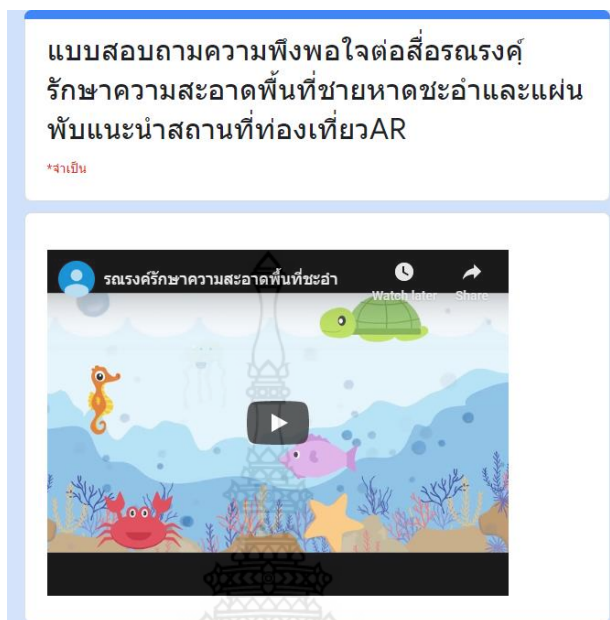 แบบสอบถามความพึงพอใจต่อสื่อรณรงค์
รักษาความสะอาดพื้นที่ชายหาดชะอำและแผ่น
พับแนะนำสถานที่ท่องเที่ยวAR
*จำเป็น
รณรงค์รักษาความสะอาดพื้นที่ชะอำ
Watch later
Share